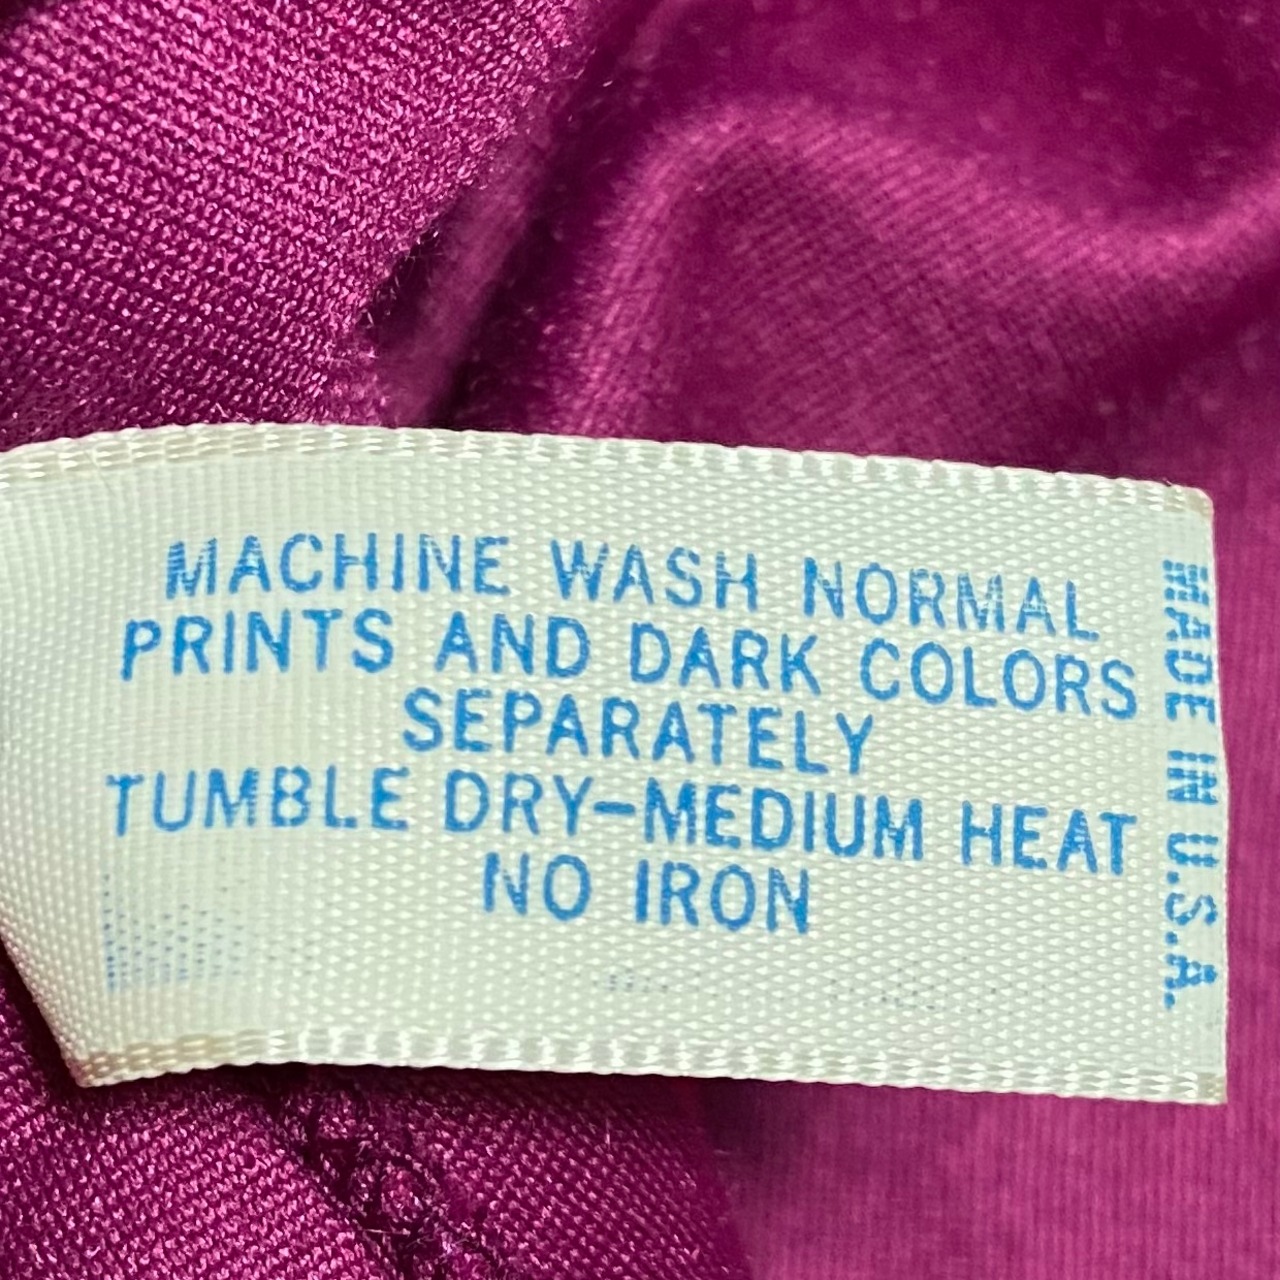 MACHINE WASH NORMAL
PRINTS AND DARK COLORS
SEPARATELY
TUMBLE DRY-MEDIUM HEAT
NO IRON
MADE IN U.S.A.